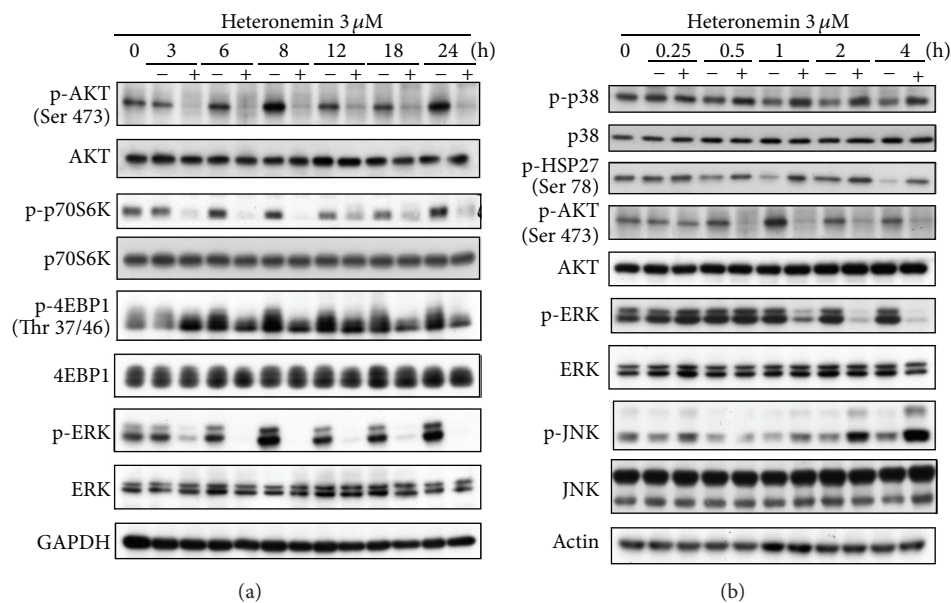 Heteronemin 3 μM
0 3 6 8 12 18 24 (h)
− + − + − + − + − + − +
p-AKT
(Ser 473)
AKT
p-p70S6K
p70S6K
p-4EBP1
(Thr 37/46)
4EBP1
p-ERK
ERK
GAPDH
(a)
Heteronemin 3 μM
0 0.25 0.5 1 2 4 (h)
− + − + − + − + − +
p-p38
p38
p-HSP27
(Ser 78)
p-AKT
(Ser 473)
AKT
p-ERK
ERK
p-JNK
JNK
Actin
(b)